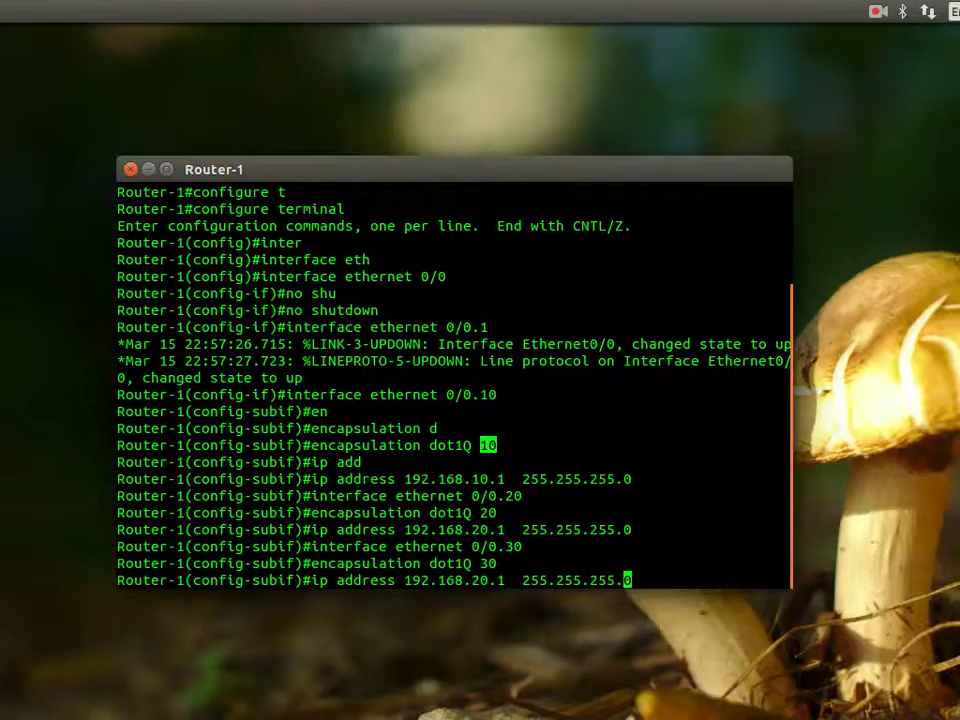 En
Router-1
Router-1#configure t
Router-1#configure terminal
Enter configuration commands, one per line.  End with CNTL/Z.
Router-1(config)#inter
Router-1(config)#interface eth
Router-1(config)#interface ethernet 0/0
Router-1(config-if)#no shu
Router-1(config-if)#no shutdown
Router-1(config-if)#interface ethernet 0/0.1
*Mar 15 22:57:26.715: %LINK-3-UPDOWN: Interface Ethernet0/0, changed state to up
*Mar 15 22:57:27.723: %LINEPROTO-5-UPDOWN: Line protocol on Interface Ethernet0/
0, changed state to up
Router-1(config-if)#interface ethernet 0/0.10
Router-1(config-subif)#en
Router-1(config-subif)#encapsulation d
Router-1(config-subif)#encapsulation dot1Q 10
Router-1(config-subif)#ip add
Router-1(config-subif)#ip address 192.168.10.1  255.255.255.0
Router-1(config-subif)#interface ethernet 0/0.20
Router-1(config-subif)#encapsulation dot1Q 20
Router-1(config-subif)#ip address 192.168.20.1  255.255.255.0
Router-1(config-subif)#interface ethernet 0/0.30
Router-1(config-subif)#encapsulation dot1Q 30
Router-1(config-subif)#ip address 192.168.20.1  255.255.255.0